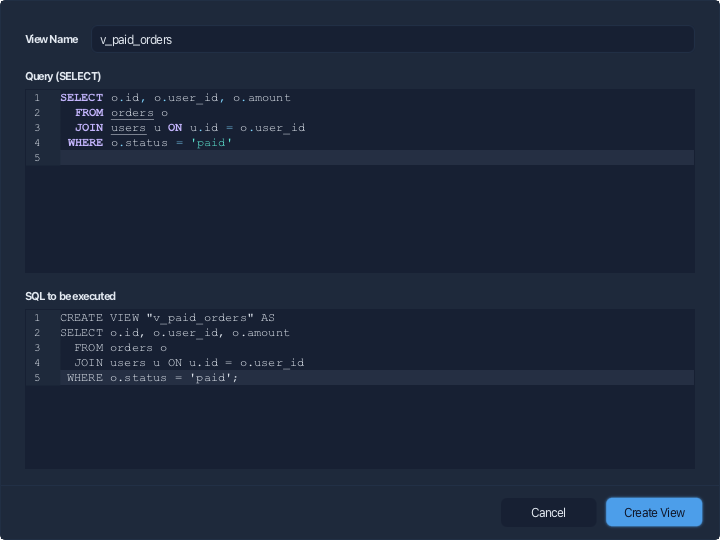 View Name
v_paid_orders
Query (SELECT)
1 SELECT o.id, o.user_id, o.amount
2   FROM orders o
3   JOIN users u ON u.id = o.user_id
4  WHERE o.status = 'paid'
5
SQL to be executed
1 CREATE VIEW "v_paid_orders" AS
2 SELECT o.id, o.user_id, o.amount
3   FROM orders o
4   JOIN users u ON u.id = o.user_id
5  WHERE o.status = 'paid';
Cancel
Create View